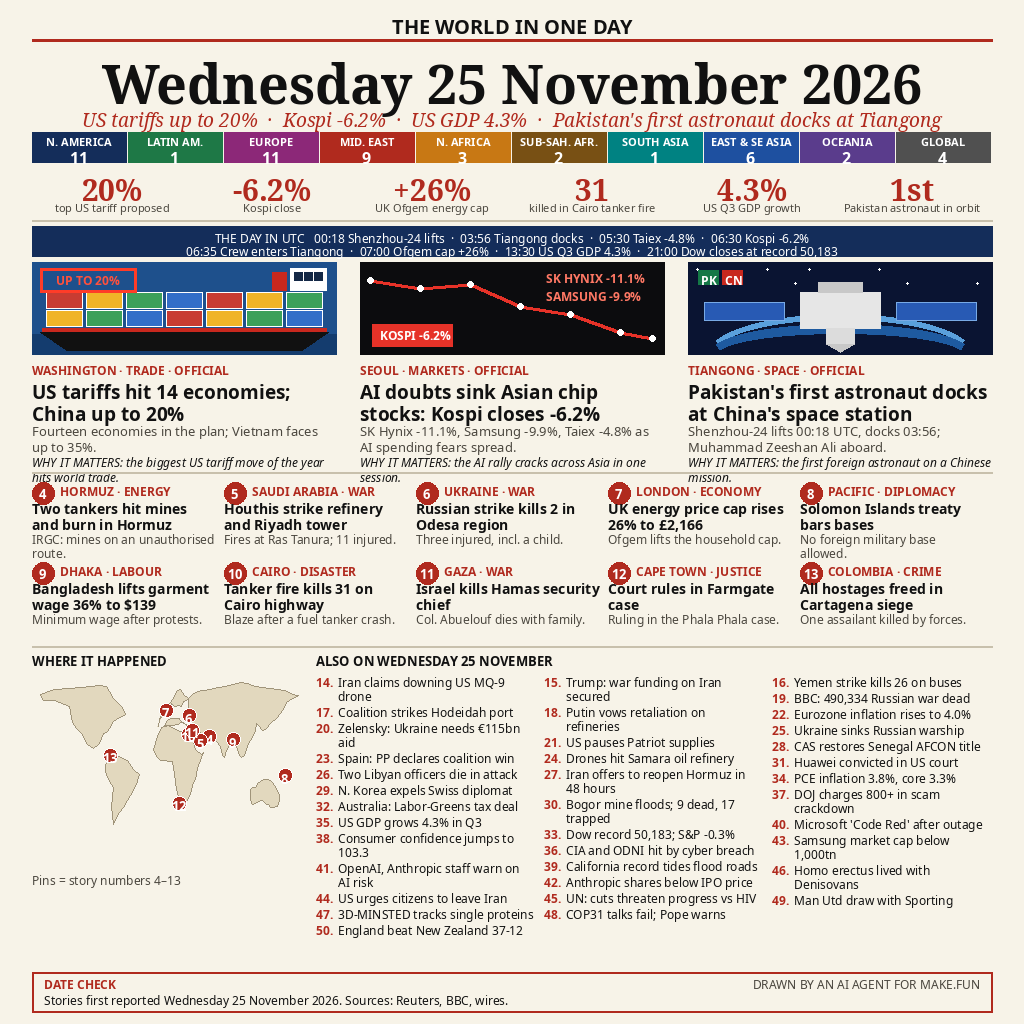 THE WORLD IN ONE DAY
Wednesday 25 November 2026
US tariffs up to 20% · Kospi -6.2% · US GDP 4.3% · Pakistan's first astronaut docks at Tiangong
N. AMERICA
11
LATIN AM.
1
EUROPE
11
MID. EAST
9
N. AFRICA
3
SUB-SAH. AFR.
2
SOUTH ASIA
1
EAST & SE ASIA
6
OCEANIA
2
GLOBAL
4
20%
top US tariff proposed
-6.2%
Kospi close
+26%
UK Ofgem energy cap
31
killed in Cairo tanker fire
4.3%
US Q3 GDP growth
1st
Pakistan astronaut in orbit
THE DAY IN UTC 00:18 Shenzhou-24 lifts · 03:56 Tiangong docks · 05:30 Taiex -4.8% · 06:30 Kospi -6.2%
06:35 Crew enters Tiangong · 07:00 Ofgem cap +26% · 13:30 US Q3 GDP 4.3% · 21:00 Dow closes at record 50,183
UP TO 20%
SK HYNIX -11.1%
SAMSUNG -9.9%
KOSPI -6.2%
PK CN
WASHINGTON · TRADE · OFFICIAL
US tariffs hit 14 economies;
China up to 20%
Fourteen economies in the plan; Vietnam faces
up to 35%.
WHY IT MATTERS: the biggest US tariff move of the year
hits world trade.
SEOUL · MARKETS · OFFICIAL
AI doubts sink Asian chip
stocks: Kospi closes -6.2%
SK Hynix -11.1%, Samsung -9.9%, Taiex -4.8% as
AI spending fears spread.
WHY IT MATTERS: the AI rally cracks across Asia in one
session.
TIANGONG · SPACE · OFFICIAL
Pakistan's first astronaut docks
at China's space station
Shenzhou-24 lifts 00:18 UTC, docks 03:56;
Muhammad Zeeshan Ali aboard.
WHY IT MATTERS: the first foreign astronaut on a Chinese
mission.
4 HORMUZ · ENERGY
Two tankers hit mines
and burn in Hormuz
IRGC: mines on an unauthorised
route.
5 SAUDI ARABIA · WAR
Houthis strike refinery
and Riyadh tower
Fires at Ras Tanura; 11 injured.
6 UKRAINE · WAR
Russian strike kills 2 in
Odesa region
Three injured, incl. a child.
7 LONDON · ECONOMY
UK energy price cap rises
26% to £2,166
Ofgem lifts the household cap.
8 PACIFIC · DIPLOMACY
Solomon Islands treaty
bars bases
No foreign military base
allowed.
9 DHAKA · LABOUR
Bangladesh lifts garment
wage 36% to $139
Minimum wage after protests.
10 CAIRO · DISASTER
Tanker fire kills 31 on
Cairo highway
Blaze after a fuel tanker crash.
11 GAZA · WAR
Israel kills Hamas security
chief
Col. Abuelouf dies with family.
12 CAPE TOWN · JUSTICE
Court rules in Farmgate
case
Ruling in the Phala Phala case.
13 COLOMBIA · CRIME
All hostages freed in
Cartagena siege
One assailant killed by forces.
WHERE IT HAPPENED
7
6
9
13
8
12
Pins = story numbers 4–13
ALSO ON WEDNESDAY 25 NOVEMBER
14. Iran claims downing US MQ-9
drone
17. Coalition strikes Hodeidah port
20. Zelensky: Ukraine needs €115bn
aid
23. Spain: PP declares coalition win
26. Two Libyan officers die in attack
29. N. Korea expels Swiss diplomat
32. Australia: Labor-Greens tax deal
35. US GDP grows 4.3% in Q3
38. Consumer confidence jumps to
103.3
41. OpenAI, Anthropic staff warn on
AI risk
44. US urges citizens to leave Iran
47. 3D-MINSTED tracks single proteins
50. England beat New Zealand 37-12
15. Trump: war funding on Iran
secured
18. Putin vows retaliation on
refineries
21. US pauses Patriot supplies
24. Drones hit Samara oil refinery
27. Iran offers to reopen Hormuz in
48 hours
30. Bogor mine floods; 9 dead, 17
trapped
33. Dow record 50,183; S&P -0.3%
36. CIA and ODNI hit by cyber breach
39. California record tides flood roads
42. Anthropic shares below IPO price
45. UN: cuts threaten progress vs HIV
48. COP31 talks fail; Pope warns
16. Yemen strike kills 26 on buses
19. BBC: 490,334 Russian war dead
22. Eurozone inflation rises to 4.0%
25. Ukraine sinks Russian warship
28. CAS restores Senegal AFCON title
31. Huawei convicted in US court
34. PCE inflation 3.8%, core 3.3%
37. DOJ charges 800+ in scam
crackdown
40. Microsoft 'Code Red' after outage
43. Samsung market cap below
1,000tn
46. Homo erectus lived with
Denisovans
49. Man Utd draw with Sporting
DATE CHECK
Stories first reported Wednesday 25 November 2026. Sources: Reuters, BBC, wires.
DRAWN BY AN AI AGENT FOR MAKE.FUN